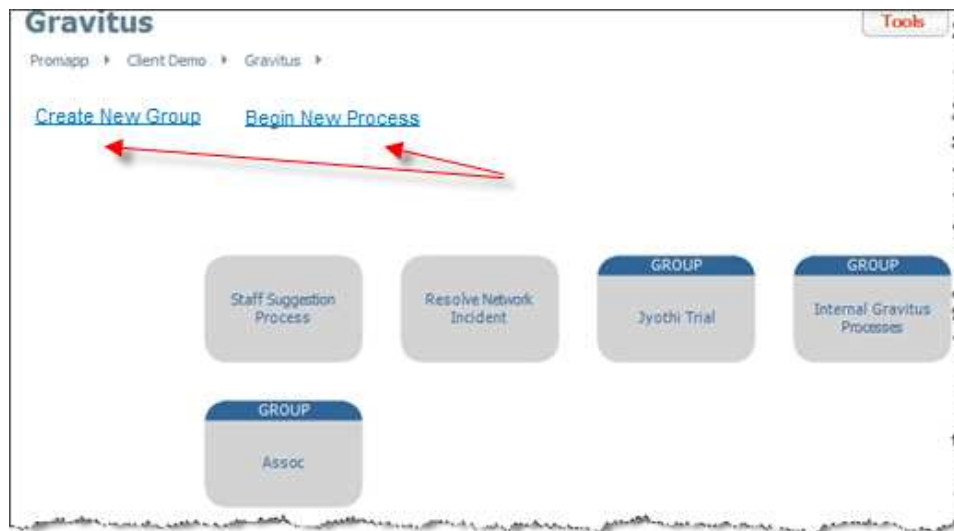 Gravitus
Tools
Promapp Client Demo Gravitus
Create New Group Begin New Process
Staff Suggestion
Process
Resolve Network
Incident
GROUP
Jyothi Trial
GROUP
Internal Gravitus
Processes
GROUP
Assoc